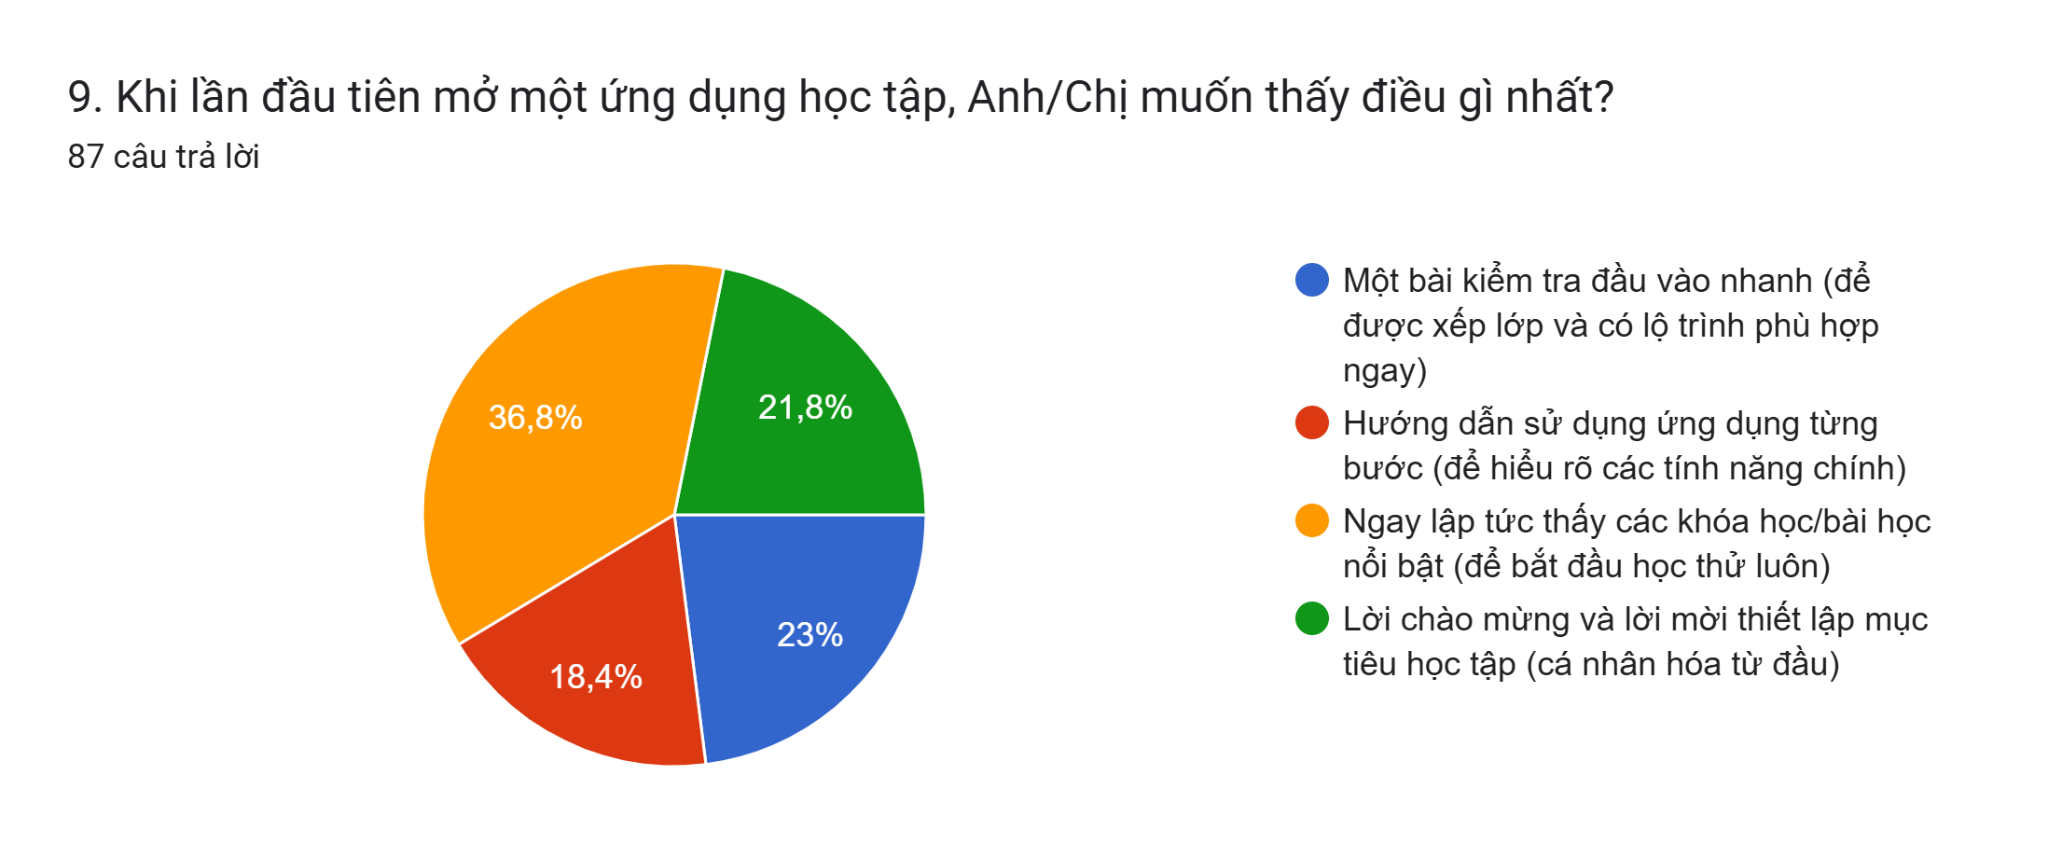 9. Khi lần đầu tiên mở một ứng dụng học tập, Anh/Chị muốn thấy điều gì nhất?
87 câu trả lời
36,8%
21,8%
23%
18,4%
Một bài kiểm tra đầu vào nhanh (để
được xếp lớp và có lộ trình phù hợp
ngay)
Hướng dẫn sử dụng ứng dụng từng
bước (để hiểu rõ các tính năng chính)
Ngay lập tức thấy các khóa học/bài học
nổi bật (để bắt đầu học thử luôn)
Lời chào mừng và lời mời thiết lập mục
tiêu học tập (cá nhân hóa từ đầu)